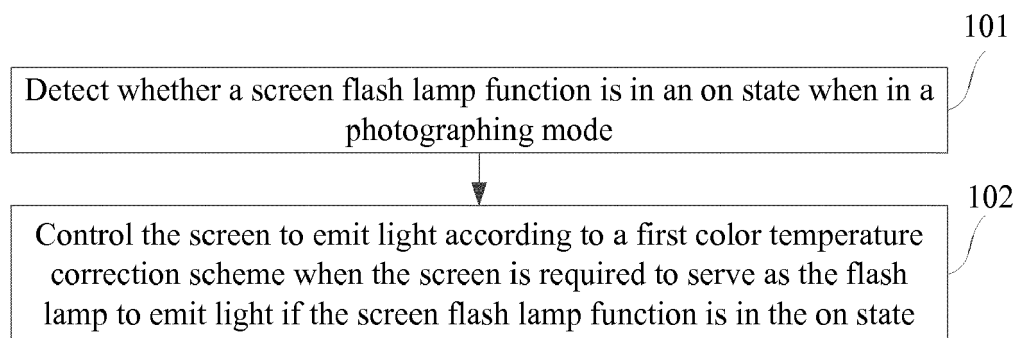 101
Detect whether a screen flash lamp function is in an on state when in a
photographing mode
102
Control the screen to emit light according to a first color temperature
correction scheme when the screen is required to serve as the flash
lamp to emit light if the screen flash lamp function is in the on state